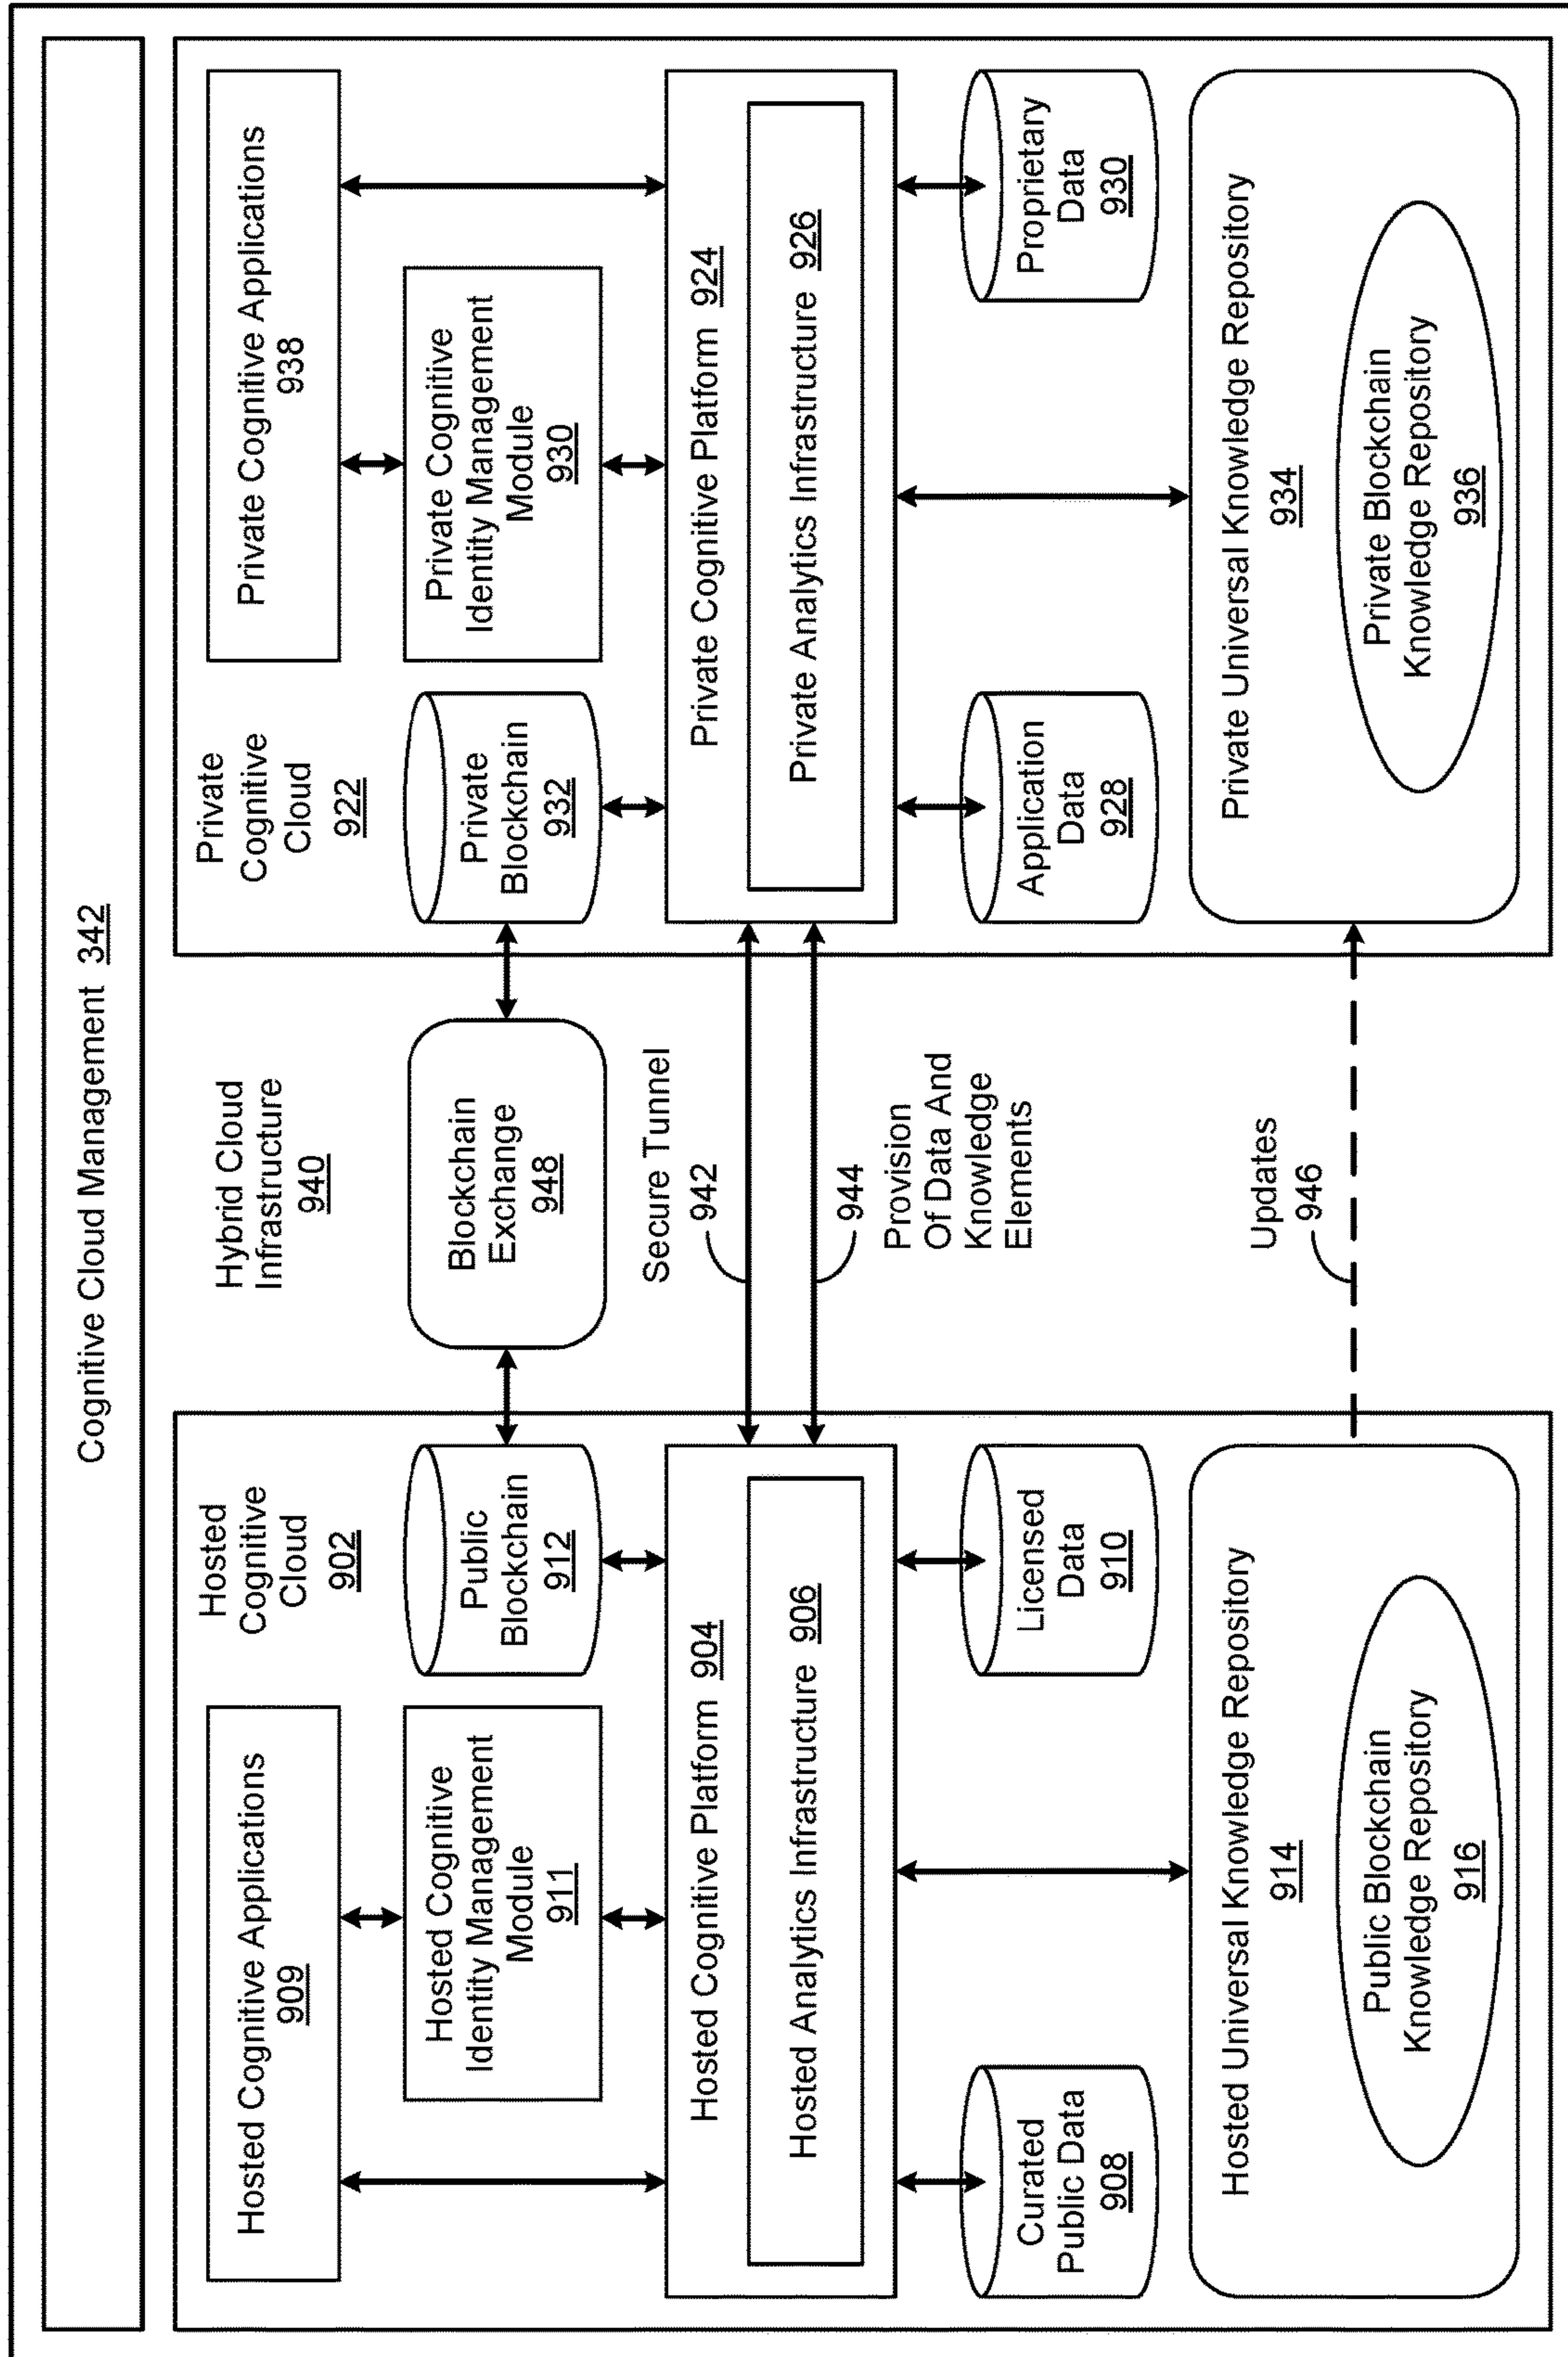 Cognitive Cloud Management 342
Hosted Cognitive Applications
909
Hosted
Cognitive
Cloud
902
Hosted Cognitive
Identity Management
Module
911
Public
Blockchain
912
Hosted Cognitive Platform 904
Hosted Analytics Infrastructure 906
Curated
Public Data
908
Licensed
Data
910
Hosted Universal Knowledge Repository
914
Public Blockchain
Knowledge Repository
916
Hybrid Cloud
Infrastructure
940
Blockchain
Exchange
948
Secure Tunnel
942
944
Provision
Of Data And
Knowledge
Elements
Updates
946
Private
Cognitive
Cloud
922
Private Cognitive Applications
938
Private
Blockchain
932
Private Cognitive
Identity Management
Module
930
Private Cognitive Platform 924
Private Analytics Infrastructure 926
Application
Data
928
Proprietary
Data
930
Private Universal Knowledge Repository
934
Private Blockchain
Knowledge Repository
936